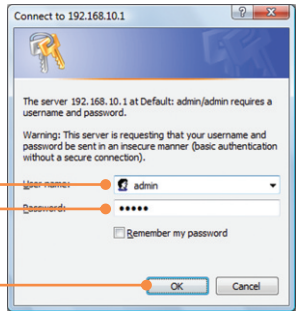 Connect to 192.168.10.1
The server 192.168.10.1 at Default: admin/admin requires a
username and password.
Warning: This server is requesting that your username and
password be sent in an insecure manner (basic authentication
without a secure connection).
User name:
admin
Password:
•••••
Remember my password
OK
Cancel